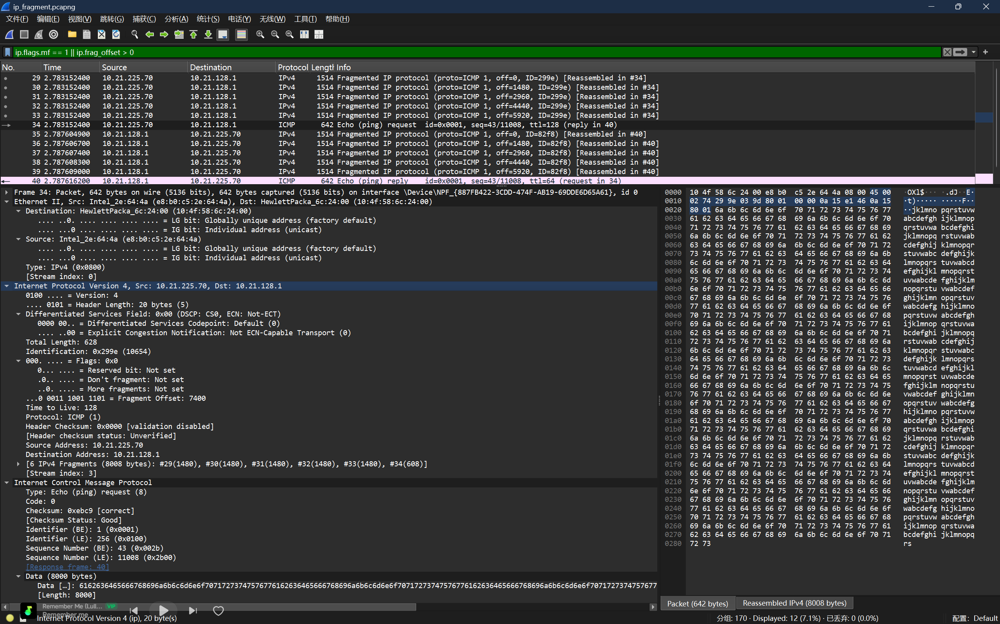 ip_fragment.pcapng
文件(F) 编辑(E) 视图(V) 跳转(G) 捕获(C) 分析(A) 统计(S) 电话(Y) 无线(W) 工具(T) 帮助(H)
ip.flags.mf == 1 || ip.frag_offset > 0
No. Time Source Destination Protocol Length Info
29 2.783152400 10.21.225.70 10.21.128.1 IPv4 1514 Fragmented IP protocol (proto=ICMP 1, off=0, ID=299e) [Reassembled in #34]
30 2.783152400 10.21.225.70 10.21.128.1 IPv4 1514 Fragmented IP protocol (proto=ICMP 1, off=1480, ID=299e) [Reassembled in #34]
31 2.783152400 10.21.225.70 10.21.128.1 IPv4 1514 Fragmented IP protocol (proto=ICMP 1, off=2960, ID=299e) [Reassembled in #34]
32 2.783152400 10.21.225.70 10.21.128.1 IPv4 1514 Fragmented IP protocol (proto=ICMP 1, off=4440, ID=299e) [Reassembled in #34]
33 2.783152400 10.21.225.70 10.21.128.1 IPv4 1514 Fragmented IP protocol (proto=ICMP 1, off=5920, ID=299e) [Reassembled in #34]
34 2.783152400 10.21.225.70 10.21.128.1 ICMP 642 Echo (ping) request id=0x0001, seq=43/11008, ttl=128 (reply in 40)
35 2.787604900 10.21.128.1 10.21.225.70 IPv4 1514 Fragmented IP protocol (proto=ICMP 1, off=0, ID=82f8) [Reassembled in #40]
36 2.787606700 10.21.128.1 10.21.225.70 IPv4 1514 Fragmented IP protocol (proto=ICMP 1, off=1480, ID=82f8) [Reassembled in #40]
37 2.787607400 10.21.128.1 10.21.225.70 IPv4 1514 Fragmented IP protocol (proto=ICMP 1, off=2960, ID=82f8) [Reassembled in #40]
38 2.787608300 10.21.128.1 10.21.225.70 IPv4 1514 Fragmented IP protocol (proto=ICMP 1, off=4440, ID=82f8) [Reassembled in #40]
39 2.787609000 10.21.128.1 10.21.225.70 IPv4 1514 Fragmented IP protocol (proto=ICMP 1, off=5920, ID=82f8) [Reassembled in #40]
40 2.787616200 10.21.128.1 10.21.225.70 ICMP 642 Echo (ping) reply id=0x0001, seq=43/11008, ttl=64 (request in 34)
Frame 34: Packet, 642 bytes on wire (5136 bits), 642 bytes captured (5136 bits) on interface \Device\NPF_{887FB422-3CDD-474F-AB19-69DDE6D65A61}, id 0
Ethernet II, Src: Intel_2e:64:4a (e8:b0:c5:2e:64:4a), Dst: HewlettPacka_6c:24:00 (10:4f:58:6c:24:00)
Destination: HewlettPacka_6c:24:00 (10:4f:58:6c:24:00)
.... ..0. .... .... .... .... = LG bit: Globally unique address (factory default)
.... ...0 .... .... .... .... = IG bit: Individual address (unicast)
Source: Intel_2e:64:4a (e8:b0:c5:2e:64:4a)
.... ..0. .... .... .... .... = LG bit: Globally unique address (factory default)
.... ...0 .... .... .... .... = IG bit: Individual address (unicast)
Type: IPv4 (0x0800)
[Stream index: 0]
Internet Protocol Version 4, Src: 10.21.225.70, Dst: 10.21.128.1
0100 .... = Version: 4
.... 0101 = Header Length: 20 bytes (5)
Differentiated Services Field: 0x00 (DSCP: CS0, ECN: Not-ECT)
0000 00.. = Differentiated Services Codepoint: Default (0)
.... ..00 = Explicit Congestion Notification: Not ECN-Capable Transport (0)
Total Length: 628
Identification: 0x299e (10654)
000. .... = Flags: 0x0
0... .... = Reserved bit: Not set
.0.. .... = Don't fragment: Not set
..0. .... = More fragments: Not set
...0 0011 1001 1101 = Fragment Offset: 7400
Time to Live: 128
Protocol: ICMP (1)
Header Checksum: 0x0000 [validation disabled]
[Header checksum status: Unverified]
Source Address: 10.21.225.70
Destination Address: 10.21.128.1
[6 IPv4 Fragments (8008 bytes): #29(1480), #30(1480), #31(1480), #32(1480), #33(1480), #34(608)]
[Stream index: 3]
Internet Control Message Protocol
Type: Echo (ping) request (8)
Code: 0
Checksum: 0xebc9 [correct]
[Checksum Status: Good]
Identifier (BE): 1 (0x0001)
Identifier (LE): 256 (0x0100)
Sequence Number (BE): 43 (0x002b)
Sequence Number (LE): 11008 (0x2b00)
[Response frame: 40]
Data (8000 bytes)
Data […]: 6162636465666768696a6b6c6d6e6f70717273747576776162636465666768696a6b6c6d6e6f70717273747576776162636465666768696a6b6c6d6e6f7071727374757677
[Length: 8000]
0000 10 4f 58 6c 24 00 e8 b0 c5 2e 64 4a 08 00 45 00 ·OXl$··· ·.dJ··E·
0010 02 74 29 9e 03 9d 80 01 00 00 0a 15 e1 46 0a 15 ·t)····· ·····F··
0020 80 01 6a 6b 6c 6d 6e 6f 70 71 72 73 74 75 76 77 ··jklmno pqrstuvw
0030 61 62 63 64 65 66 67 68 69 6a 6b 6c 6d 6e 6f 70 abcdefgh ijklmnop
0040 71 72 73 74 75 76 77 61 62 63 64 65 66 67 68 69 qrstuvwa bcdefghi
0050 6a 6b 6c 6d 6e 6f 70 71 72 73 74 75 76 77 61 62 jklmnopq rstuvwab
0060 63 64 65 66 67 68 69 6a 6b 6c 6d 6e 6f 70 71 72 cdefghij klmnopqr
0070 73 74 75 76 77 61 62 63 64 65 66 67 68 69 6a 6b stuvwabc defghijk
0080 6c 6d 6e 6f 70 71 72 73 74 75 76 77 61 62 63 64 lmnopqrs tuvwabcd
0090 65 66 67 68 69 6a 6b 6c 6d 6e 6f 70 71 72 73 74 efghijkl mnopqrst
00a0 75 76 77 61 62 63 64 65 66 67 68 69 6a 6b 6c 6d uvwabcde fghijklm
00b0 6e 6f 70 71 72 73 74 75 76 77 61 62 63 64 65 66 nopqrstu vwabcdef
00c0 67 68 69 6a 6b 6c 6d 6e 6f 70 71 72 73 74 75 76 ghijklmn opqrstuv
00d0 77 61 62 63 64 65 66 67 68 69 6a 6b 6c 6d 6e 6f wabcdefg hijklmno
00e0 70 71 72 73 74 75 76 77 61 62 63 64 65 66 67 68 pqrstuvw abcdefgh
00f0 69 6a 6b 6c 6d 6e 6f 70 71 72 73 74 75 76 77 61 ijklmnop qrstuvwa
0100 62 63 64 65 66 67 68 69 6a 6b 6c 6d 6e 6f 70 71 bcdefghi jklmnopq
0110 72 73 74 75 76 77 61 62 63 64 65 66 67 68 69 6a rstuvwab cdefghij
0120 6b 6c 6d 6e 6f 70 71 72 73 74 75 76 77 61 62 63 klmnopqr stuvwabc
0130 64 65 66 67 68 69 6a 6b 6c 6d 6e 6f 70 71 72 73 defghijk lmnopqrs
0140 74 75 76 77 61 62 63 64 65 66 67 68 69 6a 6b 6c tuvwabcd efghijkl
0150 6d 6e 6f 70 71 72 73 74 75 76 77 61 62 63 64 65 mnopqrst uvwabcde
0160 66 67 68 69 6a 6b 6c 6d 6e 6f 70 71 72 73 74 75 fghijklm nopqrstu
0170 76 77 61 62 63 64 65 66 67 68 69 6a 6b 6c 6d 6e vwabcdef ghijklmn
0180 6f 70 71 72 73 74 75 76 77 61 62 63 64 65 66 67 opqrstuv wabcdefg
0190 68 69 6a 6b 6c 6d 6e 6f 70 71 72 73 74 75 76 77 hijklmno pqrstuvw
01a0 61 62 63 64 65 66 67 68 69 6a 6b 6c 6d 6e 6f 70 abcdefgh ijklmnop
01b0 71 72 73 74 75 76 77 61 62 63 64 65 66 67 68 69 qrstuvwa bcdefghi
01c0 6a 6b 6c 6d 6e 6f 70 71 72 73 74 75 76 77 61 62 jklmnopq rstuvwab
01d0 63 64 65 66 67 68 69 6a 6b 6c 6d 6e 6f 70 71 72 cdefghij klmnopqr
01e0 73 74 75 76 77 61 62 63 64 65 66 67 68 69 6a 6b stuvwabc defghijk
01f0 6c 6d 6e 6f 70 71 72 73 74 75 76 77 61 62 63 64 lmnopqrs tuvwabcd
0200 65 66 67 68 69 6a 6b 6c 6d 6e 6f 70 71 72 73 74 efghijkl mnopqrst
0210 75 76 77 61 62 63 64 65 66 67 68 69 6a 6b 6c 6d uvwabcde fghijklm
0220 6e 6f 70 71 72 73 74 75 76 77 61 62 63 64 65 66 nopqrstu vwabcdef
0230 67 68 69 6a 6b 6c 6d 6e 6f 70 71 72 73 74 75 76 ghijklmn opqrstuv
0240 77 61 62 63 64 65 66 67 68 69 6a 6b 6c 6d 6e 6f wabcdefg hijklmno
0250 70 71 72 73 74 75 76 77 61 62 63 64 65 66 67 68 pqrstuvw abcdefgh
0260 69 6a 6b 6c 6d 6e 6f 70 71 72 73 74 75 76 77 61 ijklmnop qrstuvwa
0270 62 63 64 65 66 67 68 69 6a 6b 6c 6d 6e 6f 70 71 bcdefghi jklmnopq
0280 72 73 rs
Packet (642 bytes) Reassembled IPv4 (8008 bytes)
Remember Me (Lull... VIP
Remember me
Internet Protocol Version 4 (ip), 20 byte(s)
分组: 170 · Displayed: 12 (7.1%) · 已丢弃: 0 (0.0%)
配置: Default